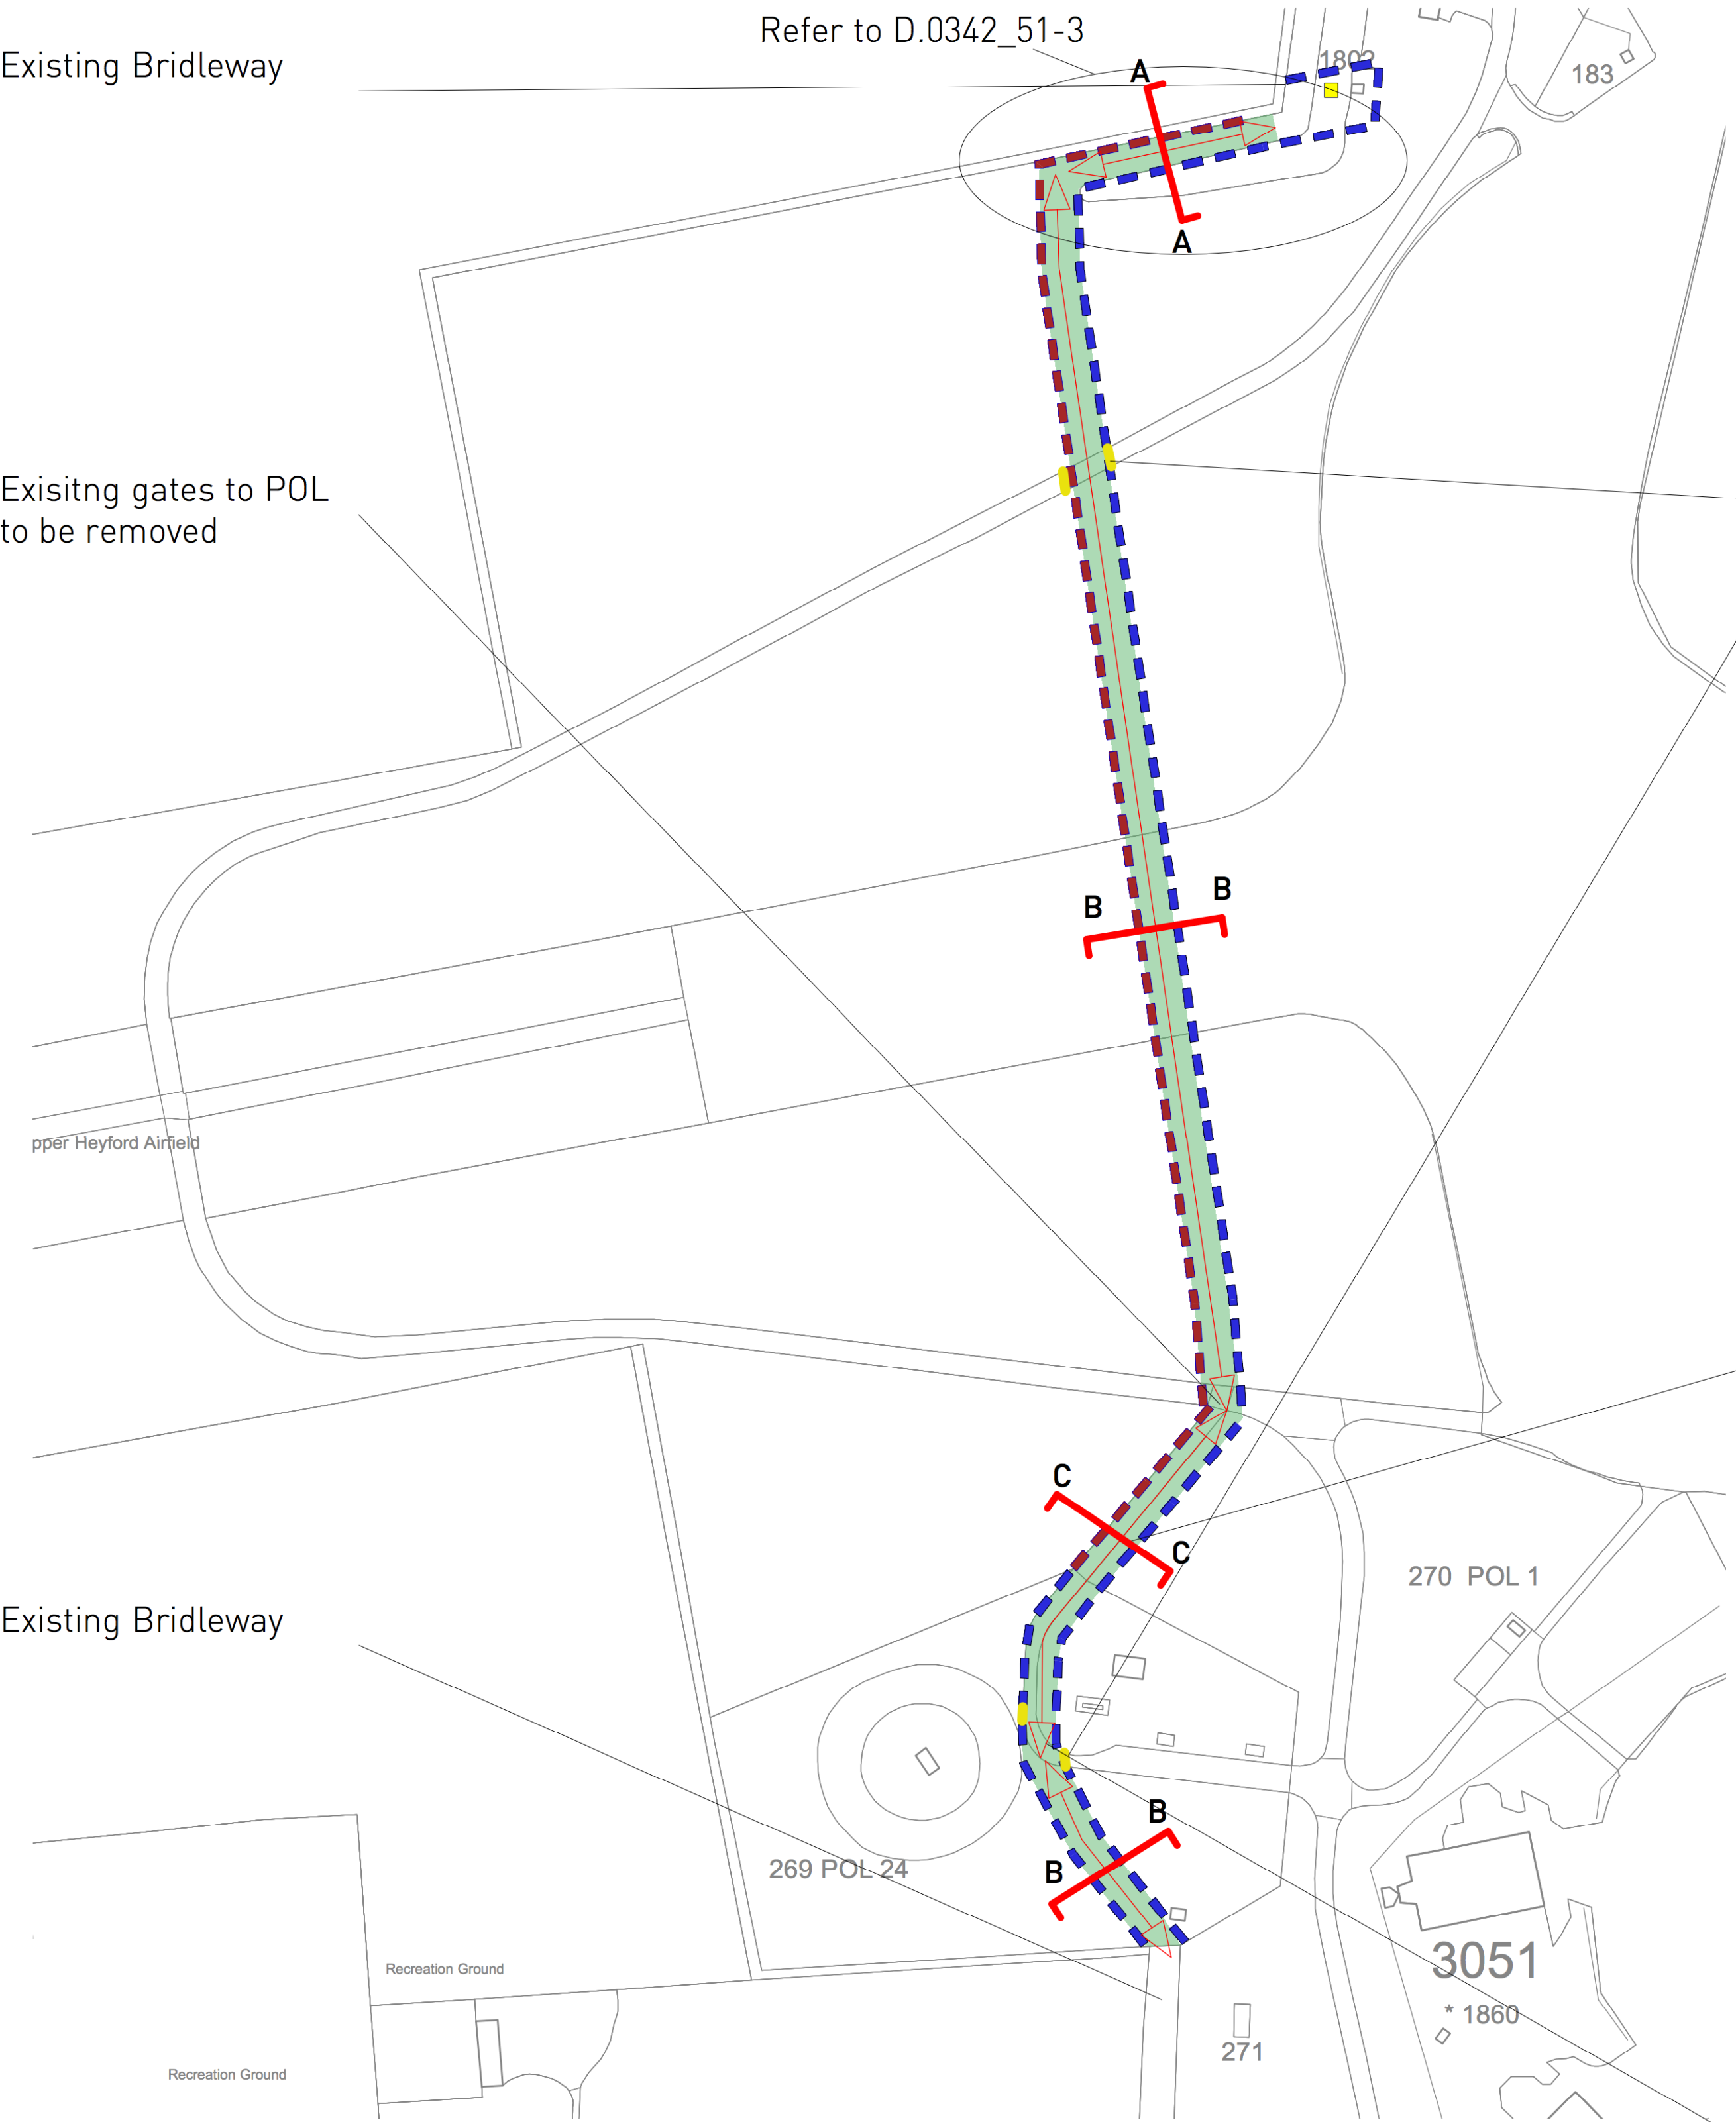 Refer to D.0342_51-3
Existing Bridleway
1802
183
A
A
Exisitng gates to POL
to be removed
B
B
pper Heyford Airfield
C
C
270 POL 1
Existing Bridleway
B
B
269 POL 24
3051
* 1860
Recreation Ground
271
Recreation Ground